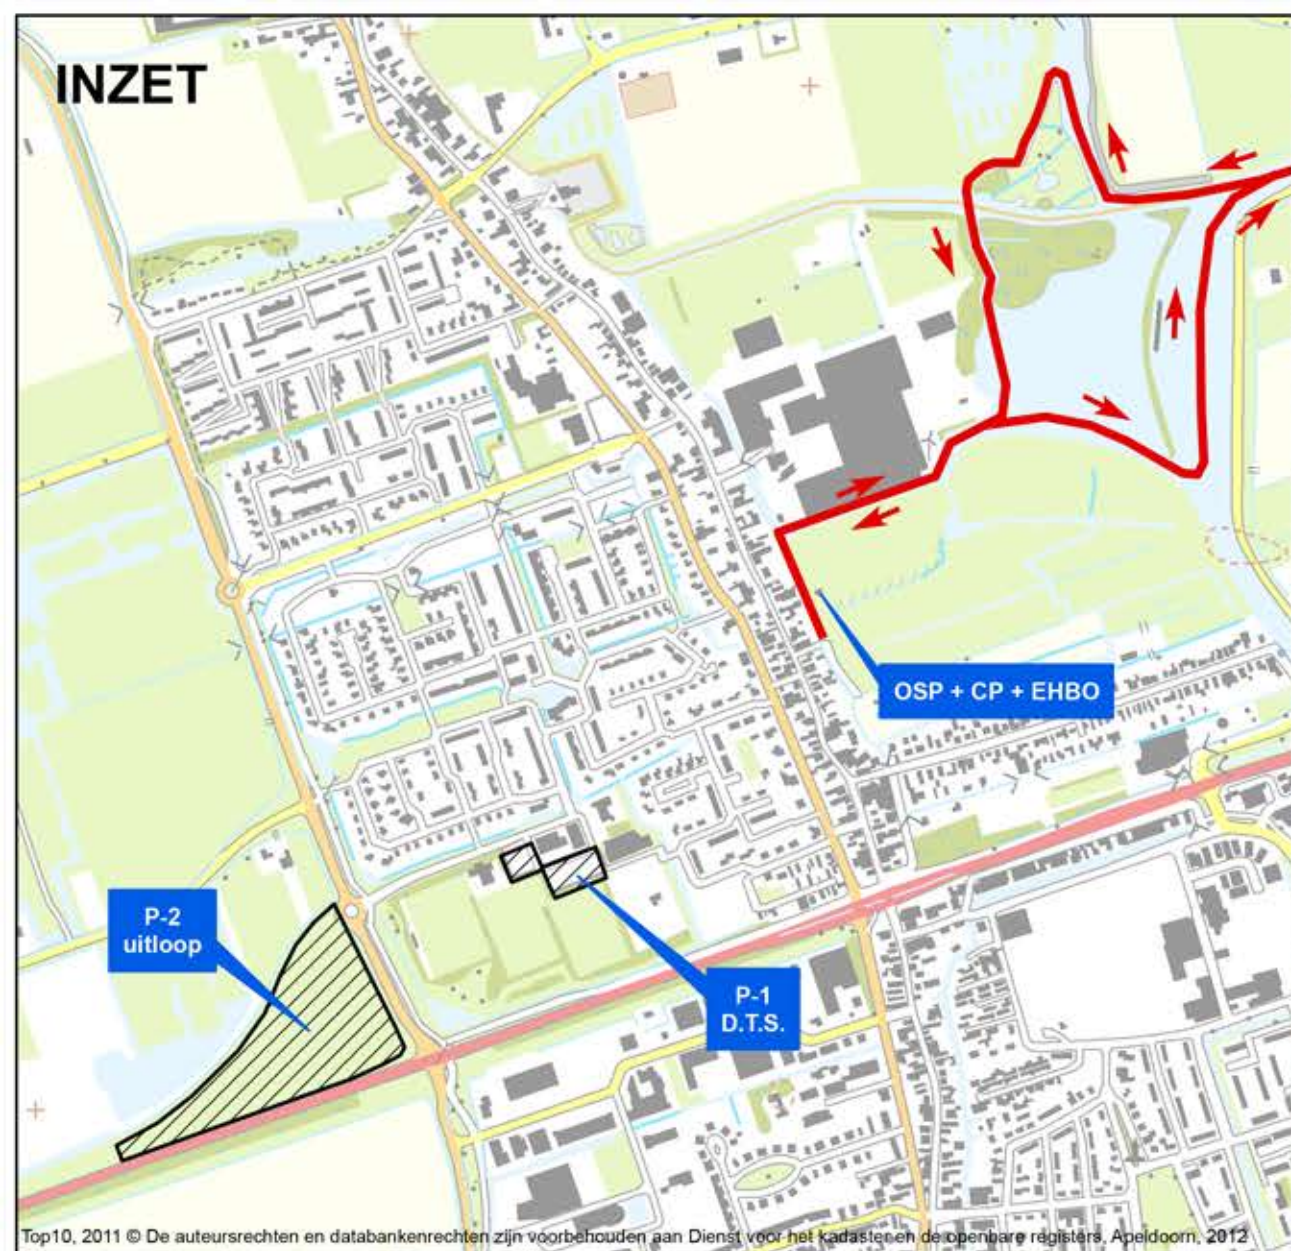 INZET
OSP + CP + EHBO
P-2
uitloop
P-1
D.T.S.
Top10, 2011 © De auteursrechten en databankenrechten zijn voorbehouden aan Dienst voor het kadaster en de openbare registers, Apeldoorn, 2012